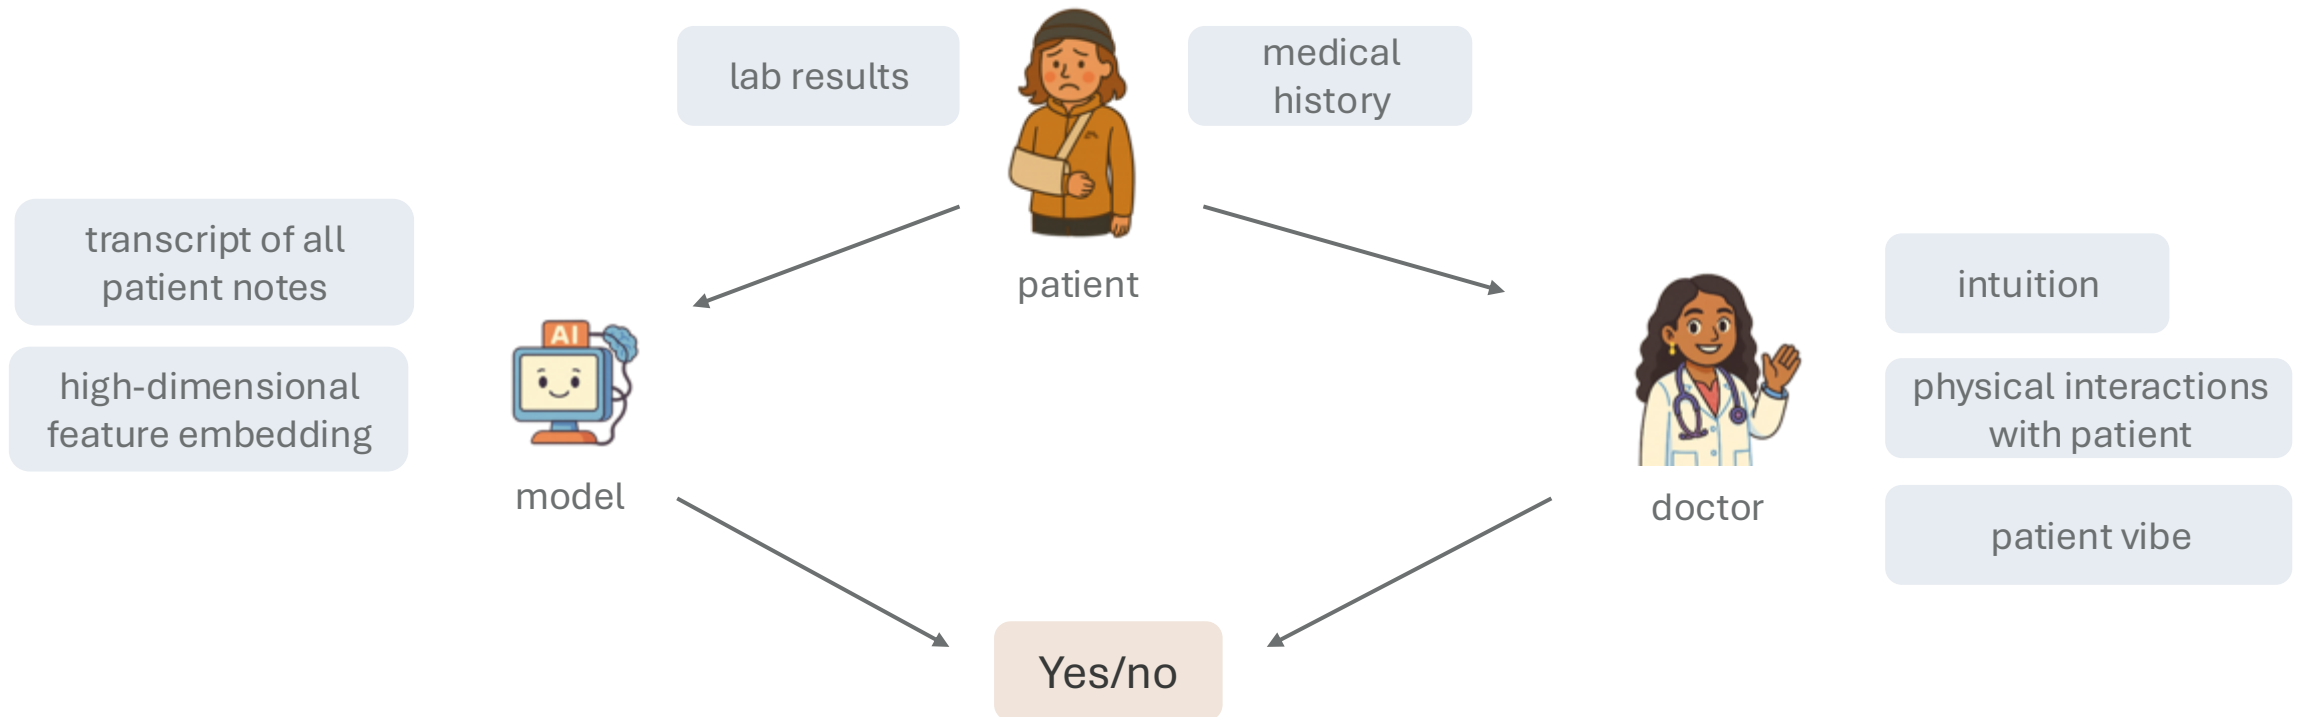 lab results
medical
history
patient
transcript of all
patient notes
high-dimensional
feature embedding
AI
model
intuition
physical interactions
with patient
patient vibe
doctor
Yes/no